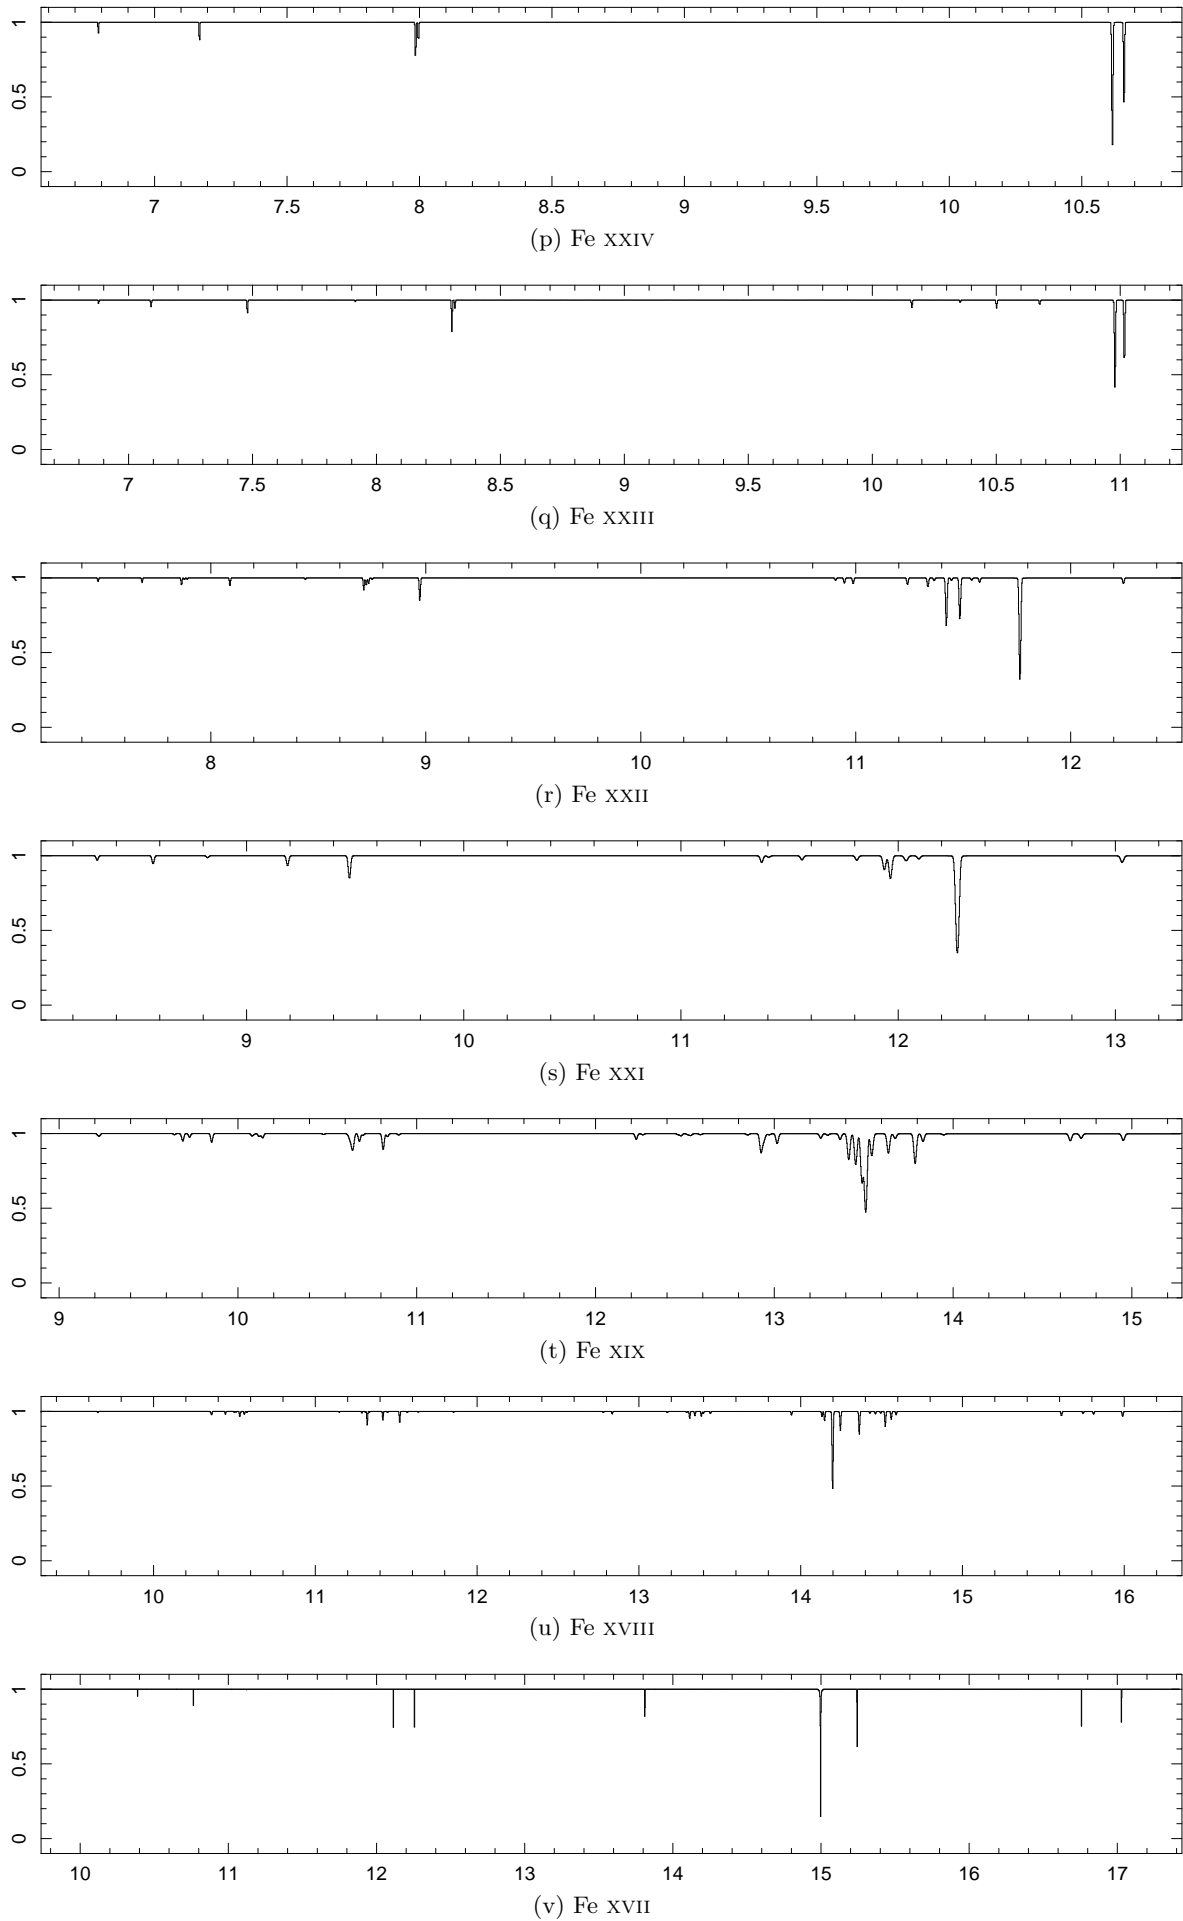 1
0.5
0
7 7.5 8 8.5 9 9.5 10 10.5
(p) Fe XXIV
1
0.5
0
7 7.5 8 8.5 9 9.5 10 10.5 11
(q) Fe XXIII
1
0.5
0
8 9 10 11 12
(r) Fe XXII
1
0.5
0
9 10 11 12 13
(s) Fe XXI
1
0.5
0
9 10 11 12 13 14 15
(t) Fe XIX
1
0.5
0
10 11 12 13 14 15 16
(u) Fe XVIII
1
0.5
0
10 11 12 13 14 15 16 17
(v) Fe XVII